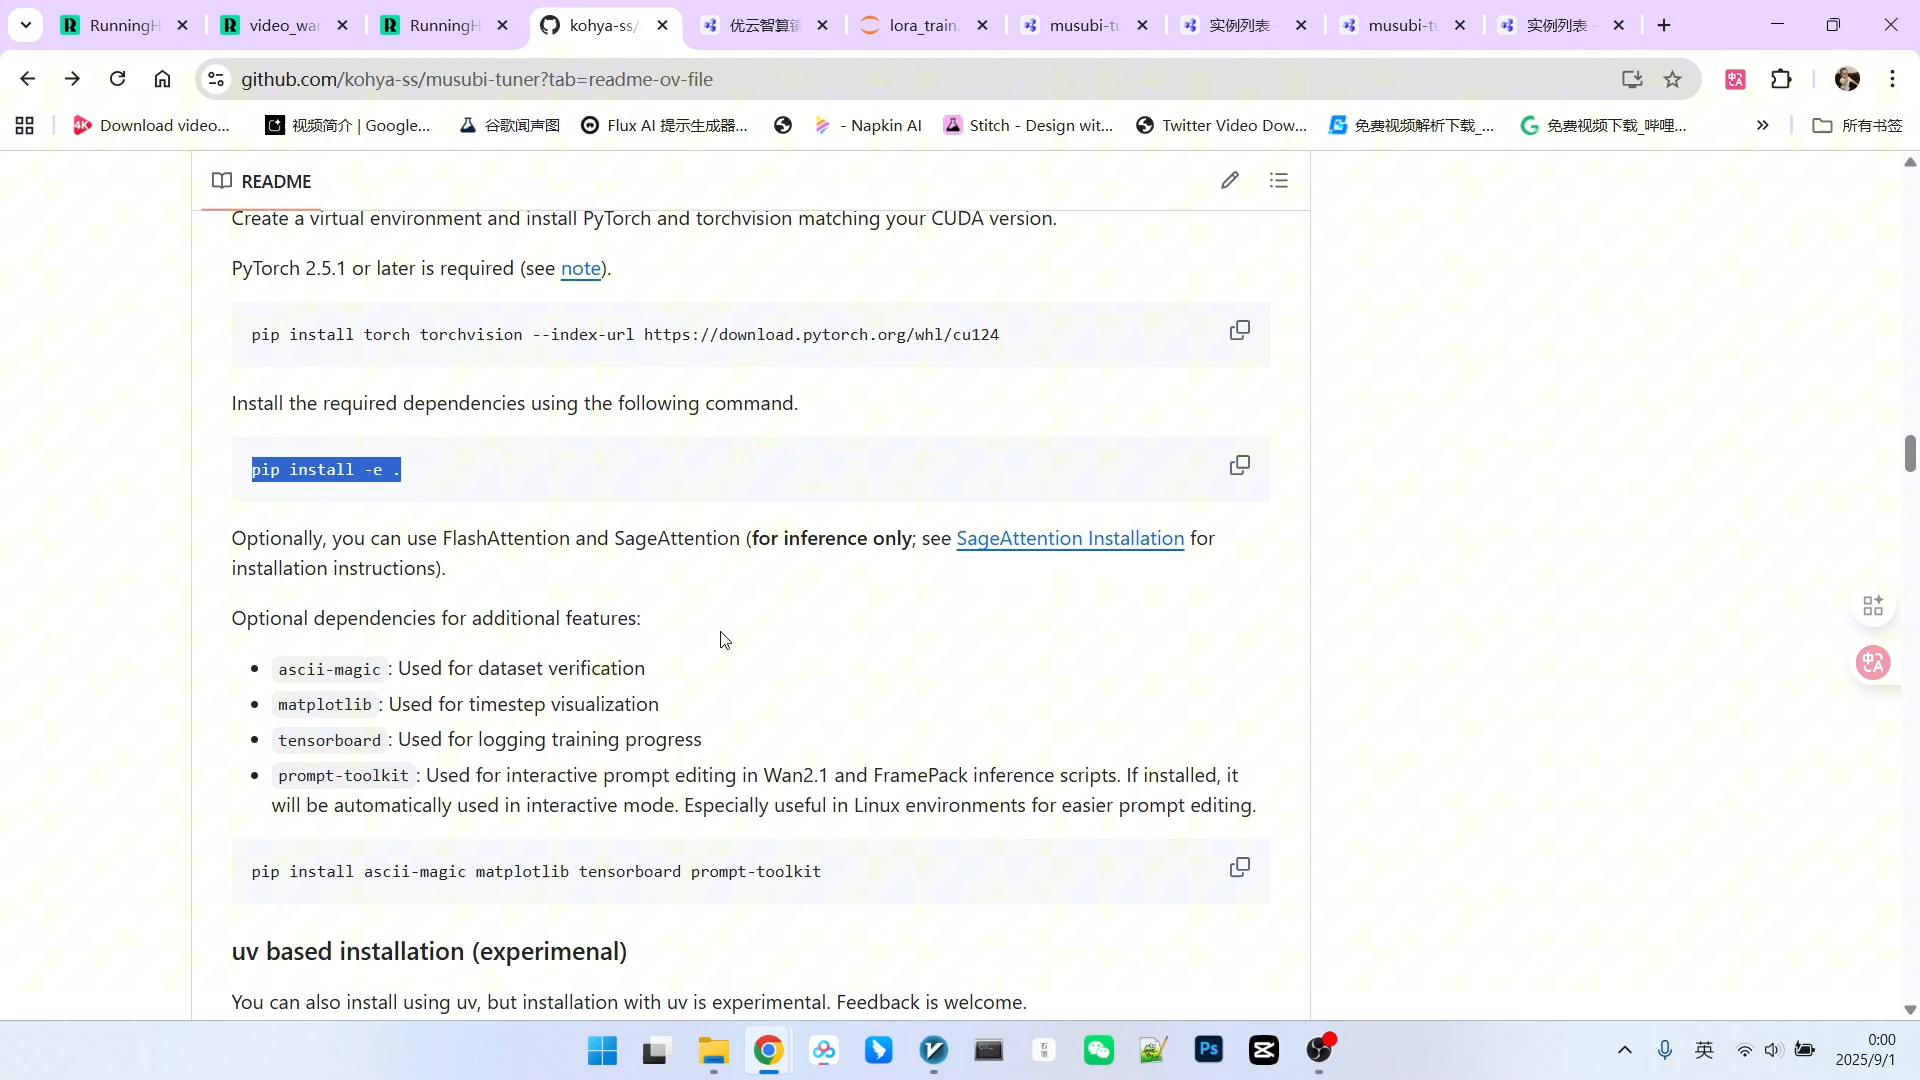 RunningH
video_wan
RunningH
kohya-ss/
优云智算镜
lora_train.
musubi-tu
实例列表 -
musubi-tu
实例列表 -
github.com/kohya-ss/musubi-tuner?tab=readme-ov-file
Download video...
视频简介 | Google...
谷歌闻声图
Flux AI 提示生成器...
- Napkin AI
Stitch - Design wit...
Twitter Video Dow...
免费视频解析下载_...
免费视频下载_哔哩...
所有书签
README
Create a virtual environment and install PyTorch and torchvision matching your CUDA version.
PyTorch 2.5.1 or later is required (see note).
pip install torch torchvision --index-url https://download.pytorch.org/whl/cu124
Install the required dependencies using the following command.
pip install -e .
Optionally, you can use FlashAttention and SageAttention (for inference only; see SageAttention Installation for
installation instructions).
Optional dependencies for additional features:
ascii-magic : Used for dataset verification
matplotlib : Used for timestep visualization
tensorboard : Used for logging training progress
prompt-toolkit : Used for interactive prompt editing in Wan2.1 and FramePack inference scripts. If installed, it
will be automatically used in interactive mode. Especially useful in Linux environments for easier prompt editing.
pip install ascii-magic matplotlib tensorboard prompt-toolkit
uv based installation (experimenal)
You can also install using uv, but installation with uv is experimental. Feedback is welcome.
Ps
英
0:00
2025/9/1